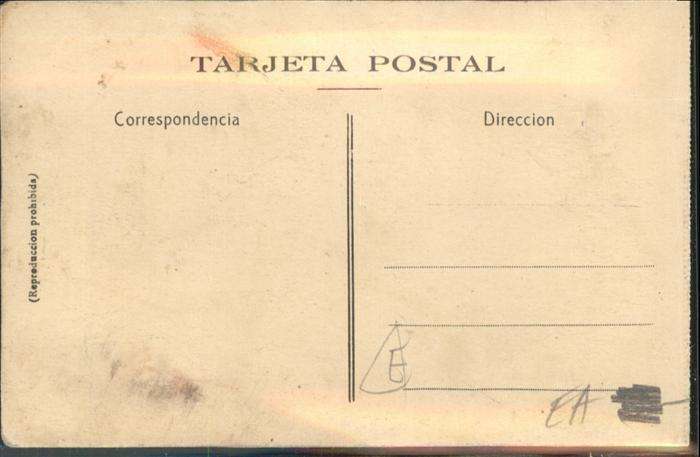 TARJETA POSTAL
Correspondencia
Direccion
(Reproduccion prohibida)
E
EA